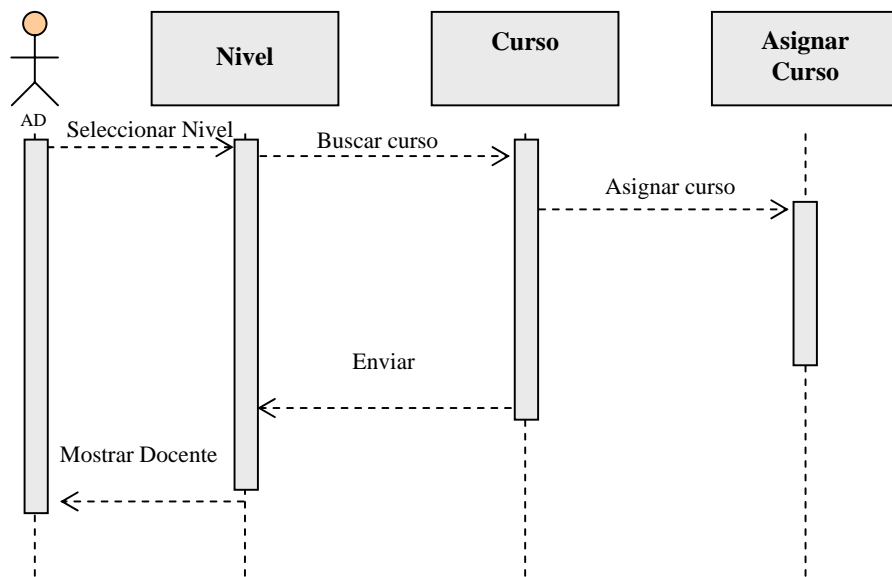 Nivel
Curso
Asignar
Curso
AD
Seleccionar Nivel
Buscar curso
Asignar curso
Enviar
Mostrar Docente